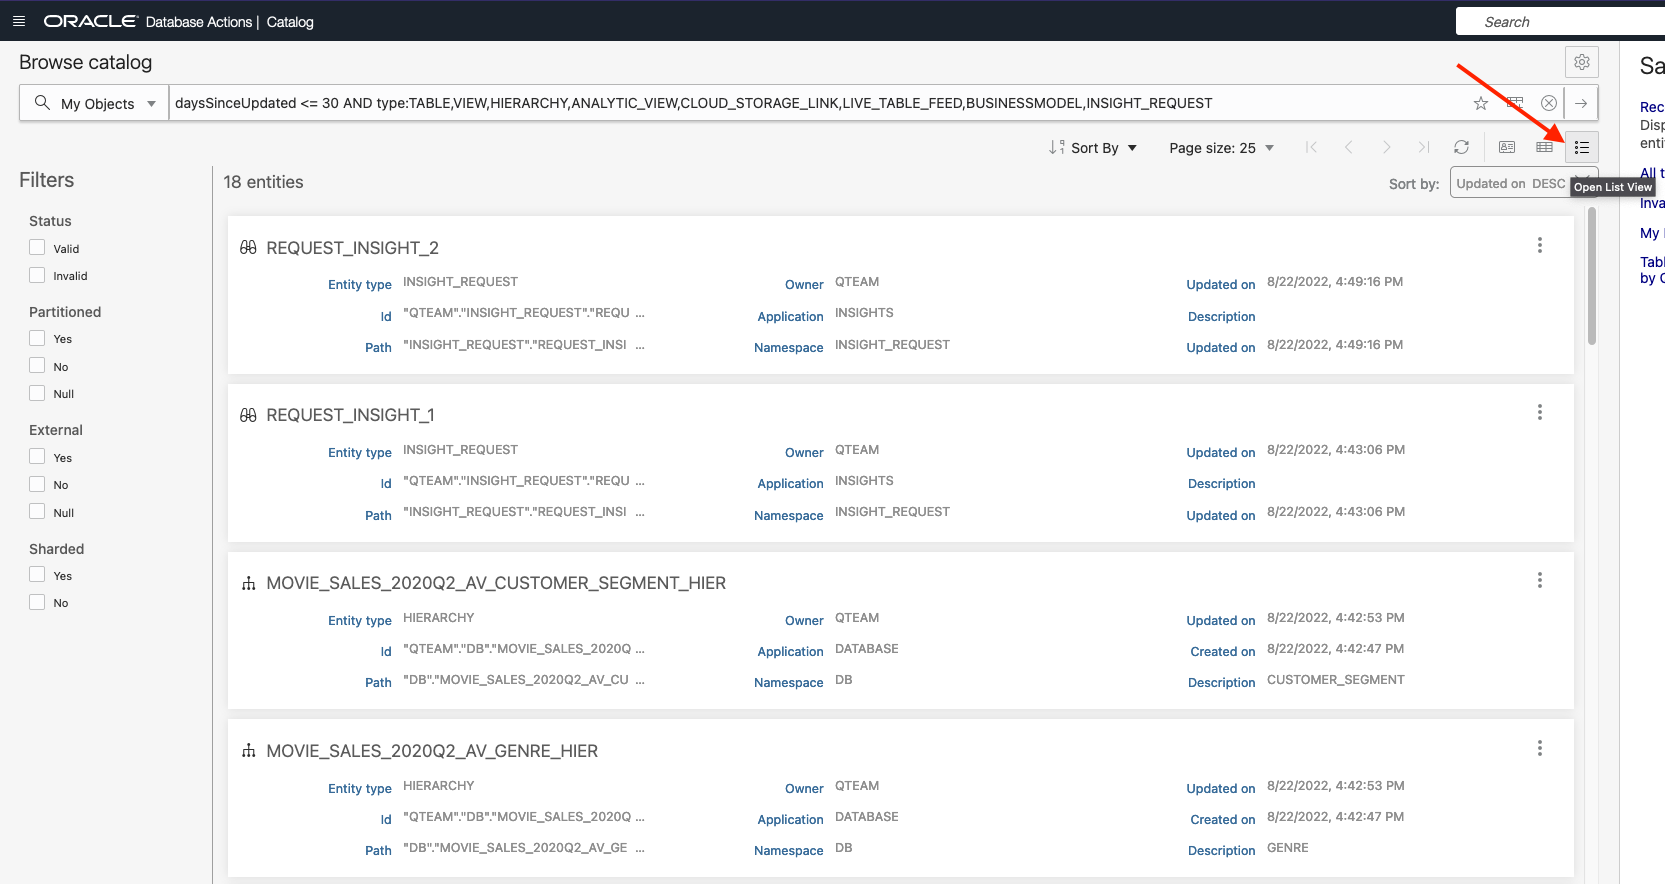 ORACLE Database Actions | Catalog
Search
Browse catalog
My Objects
daysSinceUpdated <= 30 AND type:TABLE,VIEW,HIERARCHY,ANALYTIC_VIEW,CLOUD_STORAGE_LINK,LIVE_TABLE_FEED,BUSINESSMODEL,INSIGHT_REQUEST
Sort By
Page size: 25
Filters
Status
Valid
Invalid
Partitioned
Yes
No
Null
External
Yes
No
Null
Sharded
Yes
No
18 entities
Sort by: Updated on DESC
Open List View
REQUEST_INSIGHT_2
Entity type INSIGHT_REQUEST Owner QTEAM Updated on 8/22/2022, 4:49:16 PM
Id "QTEAM"."INSIGHT_REQUEST"."REQU ... Application INSIGHTS Description
Path "INSIGHT_REQUEST"."REQUEST_INSI ... Namespace INSIGHT_REQUEST Updated on 8/22/2022, 4:49:16 PM
REQUEST_INSIGHT_1
Entity type INSIGHT_REQUEST Owner QTEAM Updated on 8/22/2022, 4:43:06 PM
Id "QTEAM"."INSIGHT_REQUEST"."REQU ... Application INSIGHTS Description
Path "INSIGHT_REQUEST"."REQUEST_INSI ... Namespace INSIGHT_REQUEST Updated on 8/22/2022, 4:43:06 PM
MOVIE_SALES_2020Q2_AV_CUSTOMER_SEGMENT_HIER
Entity type HIERARCHY Owner QTEAM Updated on 8/22/2022, 4:42:53 PM
Id "QTEAM"."DB"."MOVIE_SALES_2020Q ... Application DATABASE Created on 8/22/2022, 4:42:47 PM
Path "DB"."MOVIE_SALES_2020Q2_AV_CU ... Namespace DB Description CUSTOMER_SEGMENT
MOVIE_SALES_2020Q2_AV_GENRE_HIER
Entity type HIERARCHY Owner QTEAM Updated on 8/22/2022, 4:42:53 PM
Id "QTEAM"."DB"."MOVIE_SALES_2020Q ... Application DATABASE Created on 8/22/2022, 4:42:47 PM
Path "DB"."MOVIE_SALES_2020Q2_AV_GE ... Namespace DB Description GENRE
Sa
Rec
Disp
enti
All t
Inva
My
Tabl
by